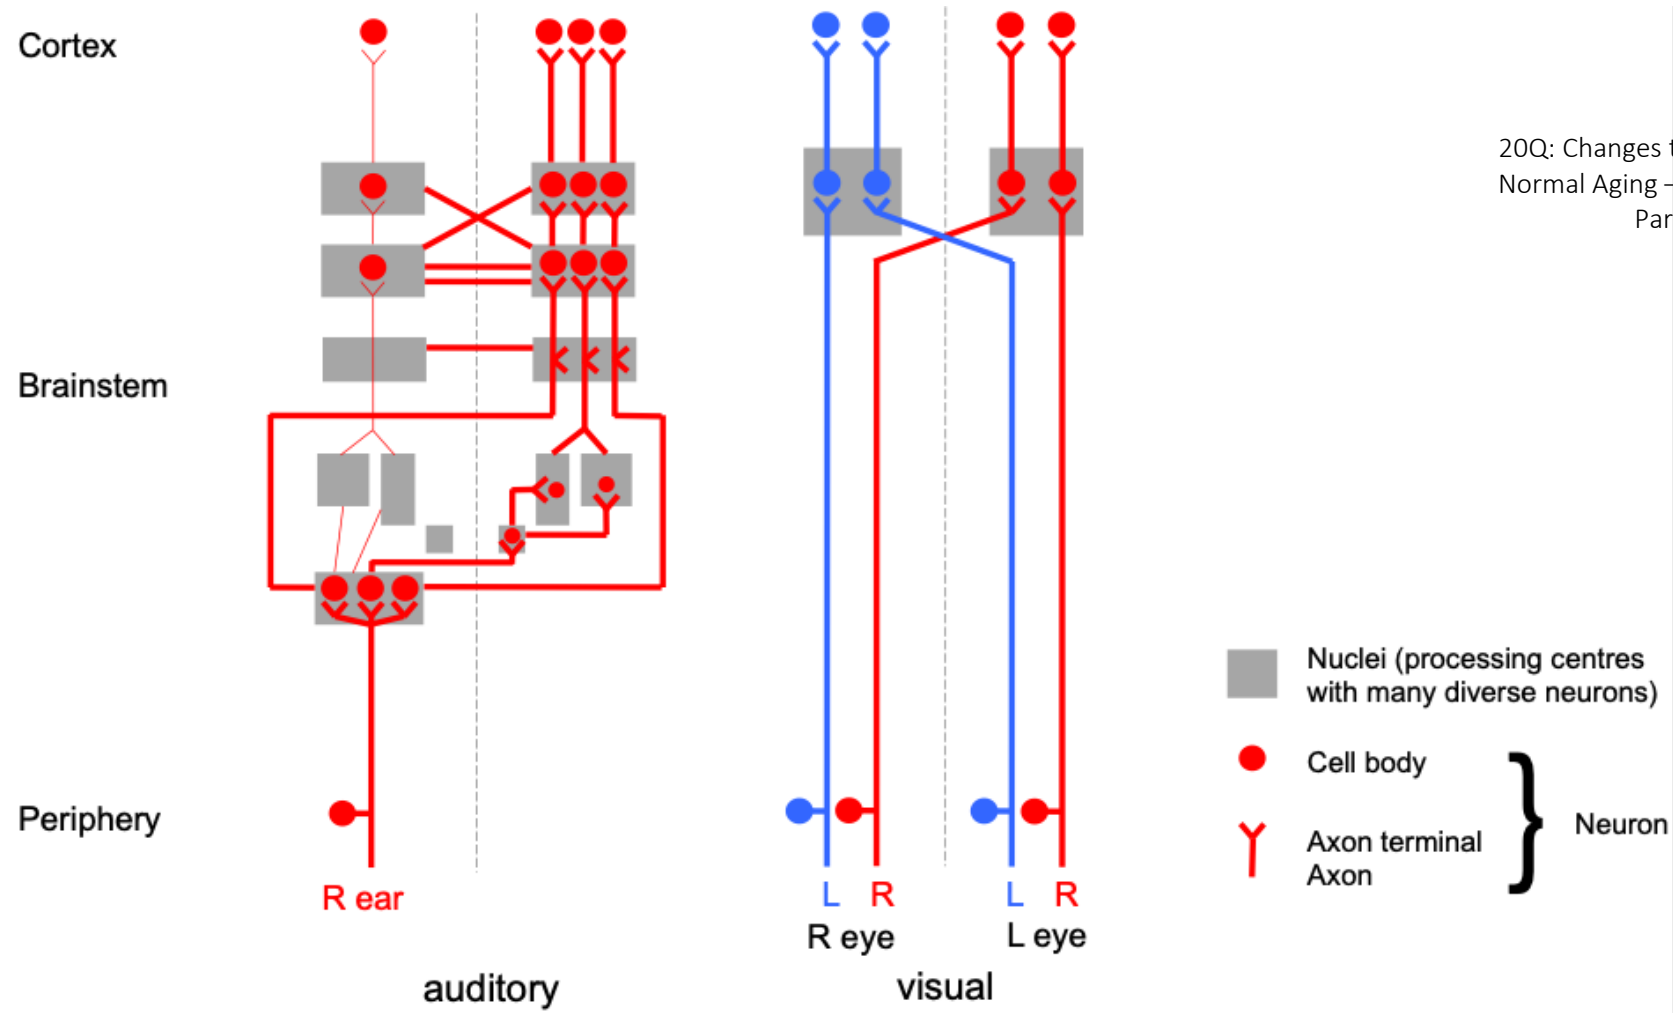 Cortex
20Q: Changes t
Normal Aging –
Par
Brainstem
Nuclei (processing centres
with many diverse neurons)
Cell body
Neuron
Axon terminal
Axon
Periphery
R ear
L
R
L
R
R eye
L eye
auditory
visual